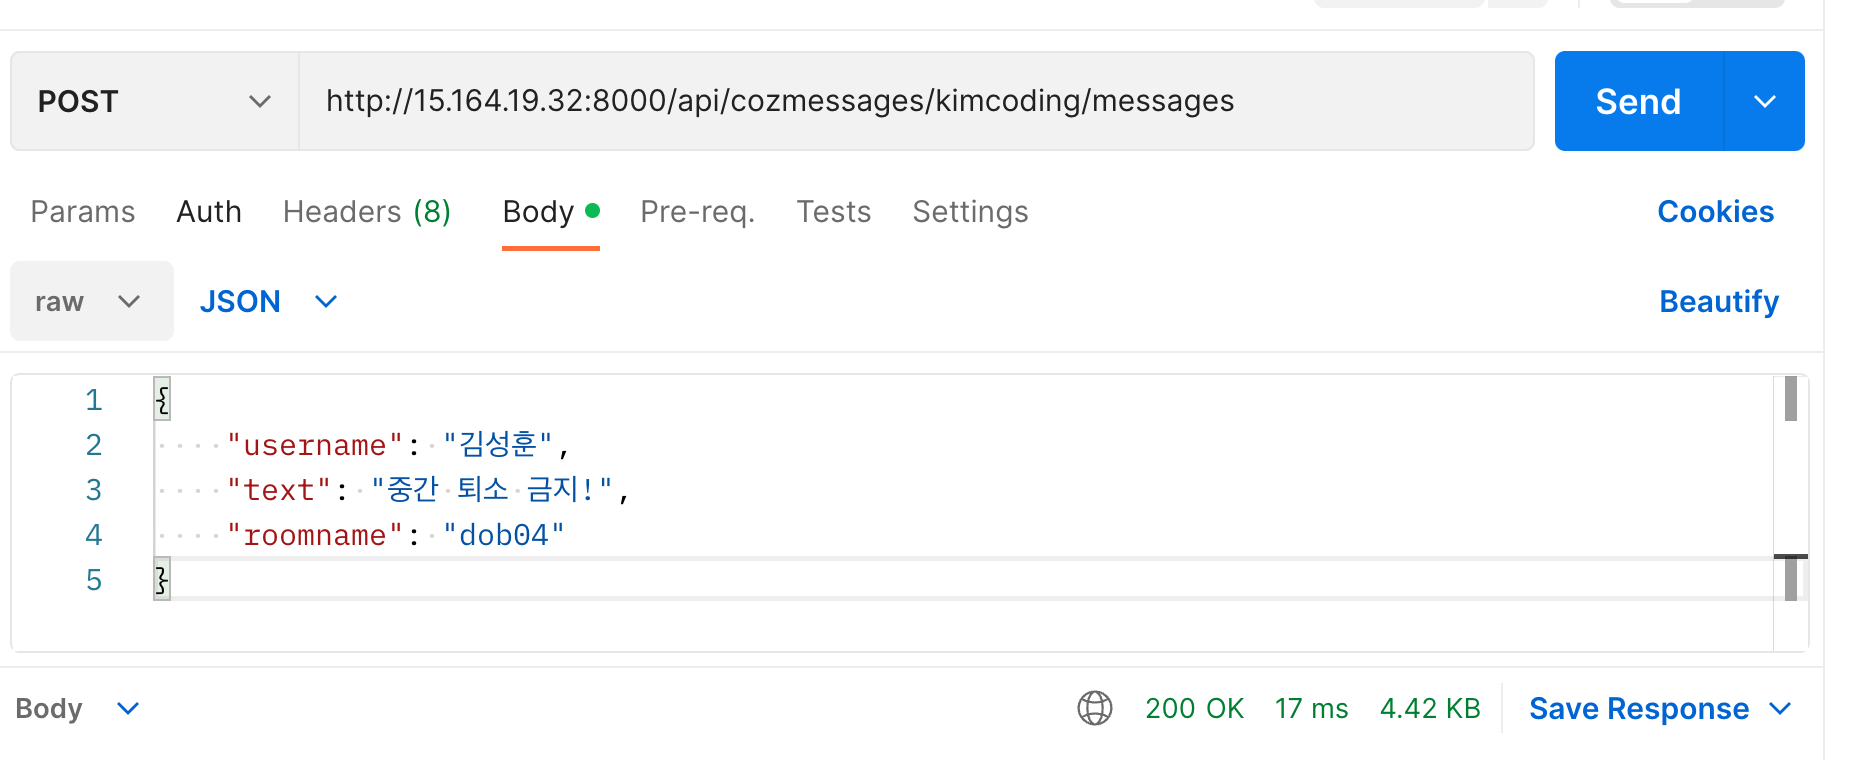 POST http://15.164.19.32:8000/api/cozmessages/kimcoding/messages Send
Params Auth Headers (8) Body Pre-req. Tests Settings Cookies
raw JSON Beautify
1 {
2 "username": "김성훈",
3 "text": "중간 퇴소 금지!",
4 "roomname": "dob04"
5 }
Body 200 OK 17 ms 4.42 KB Save Response